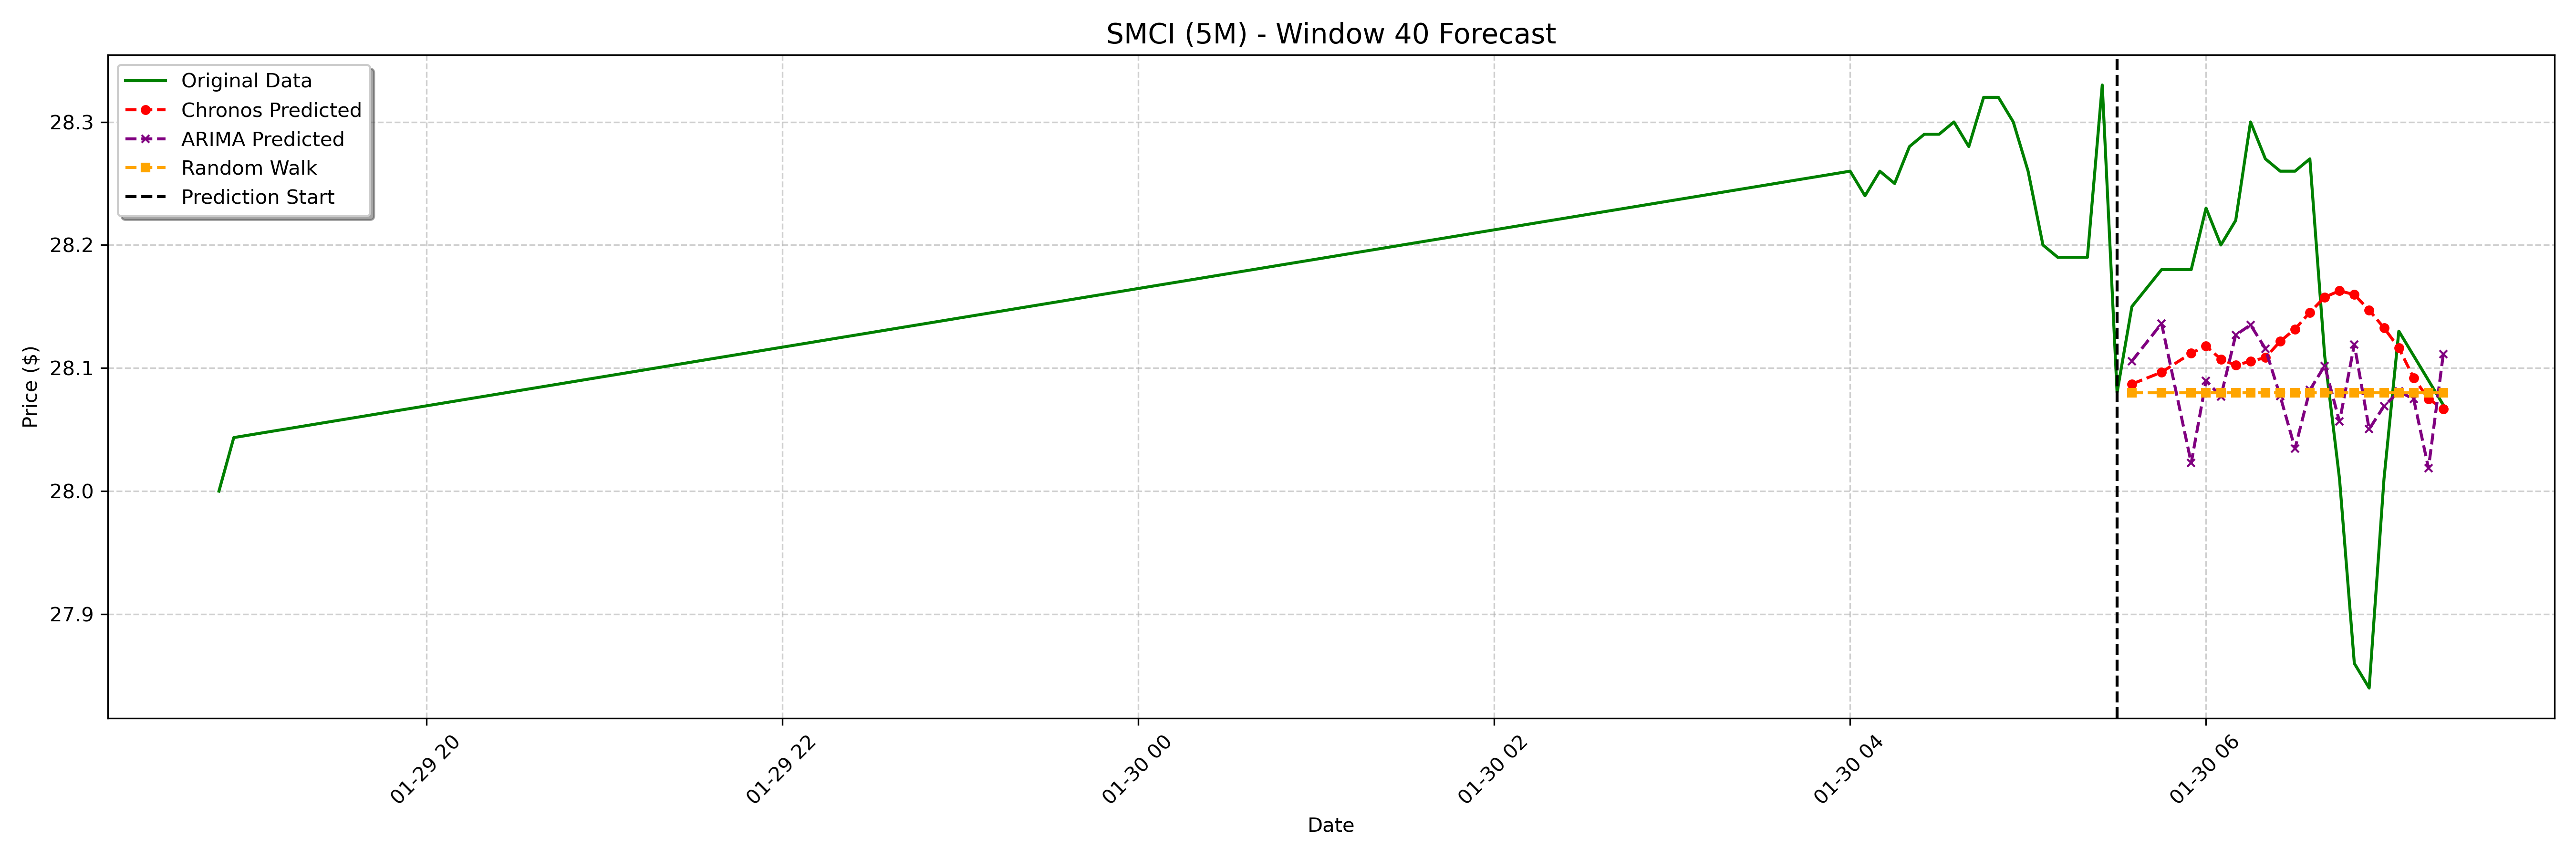 SMCI (5M) - Window 40 Forecast
Original Data
Chronos Predicted
ARIMA Predicted
Random Walk
Prediction Start
Price ($)
28.3
28.2
28.1
28.0
27.9
01-29 20
01-29 22
01-30 00
01-30 02
01-30 04
01-30 06
Date